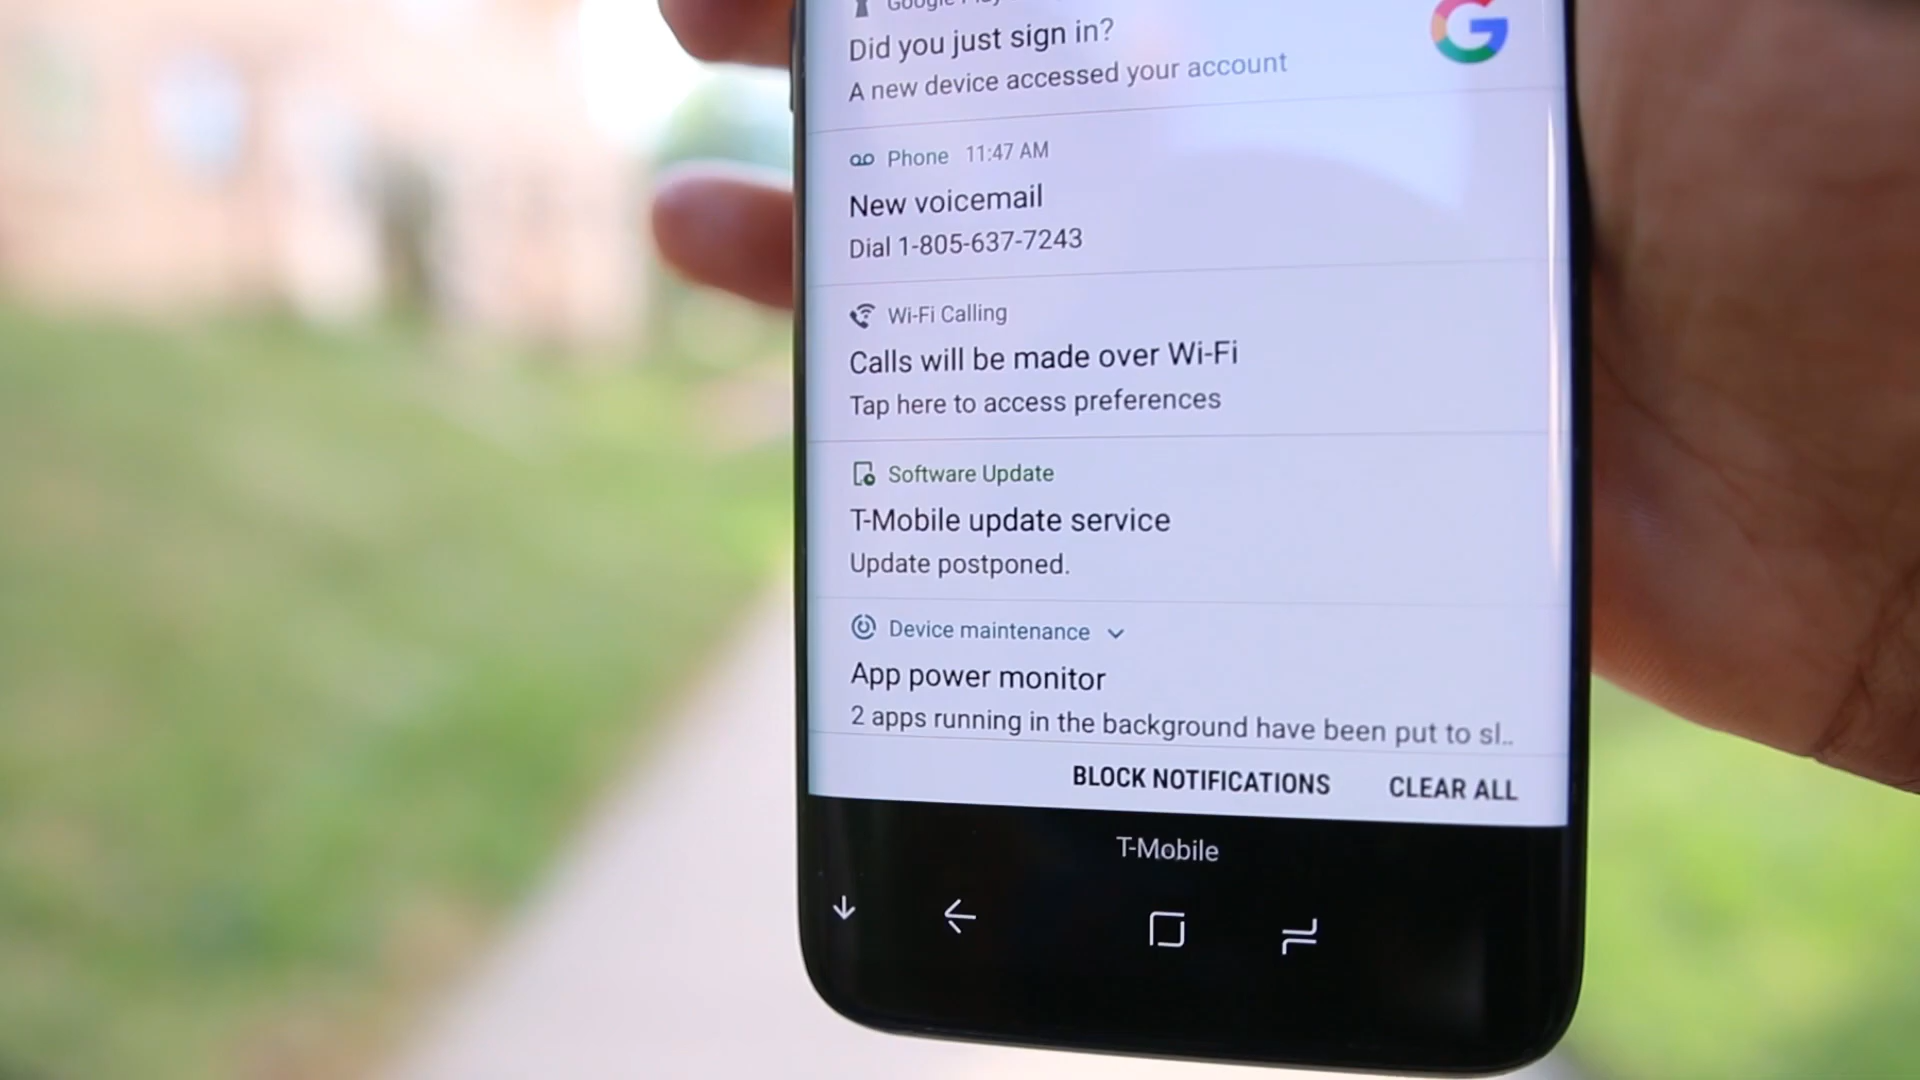 Google Play
Did you just sign in?
A new device accessed your account
Phone 11:47 AM
New voicemail
Dial 1-805-637-7243
Wi-Fi Calling
Calls will be made over Wi-Fi
Tap here to access preferences
Software Update
T-Mobile update service
Update postponed.
Device maintenance
App power monitor
2 apps running in the background have been put to sl..
BLOCK NOTIFICATIONS CLEAR ALL
T-Mobile